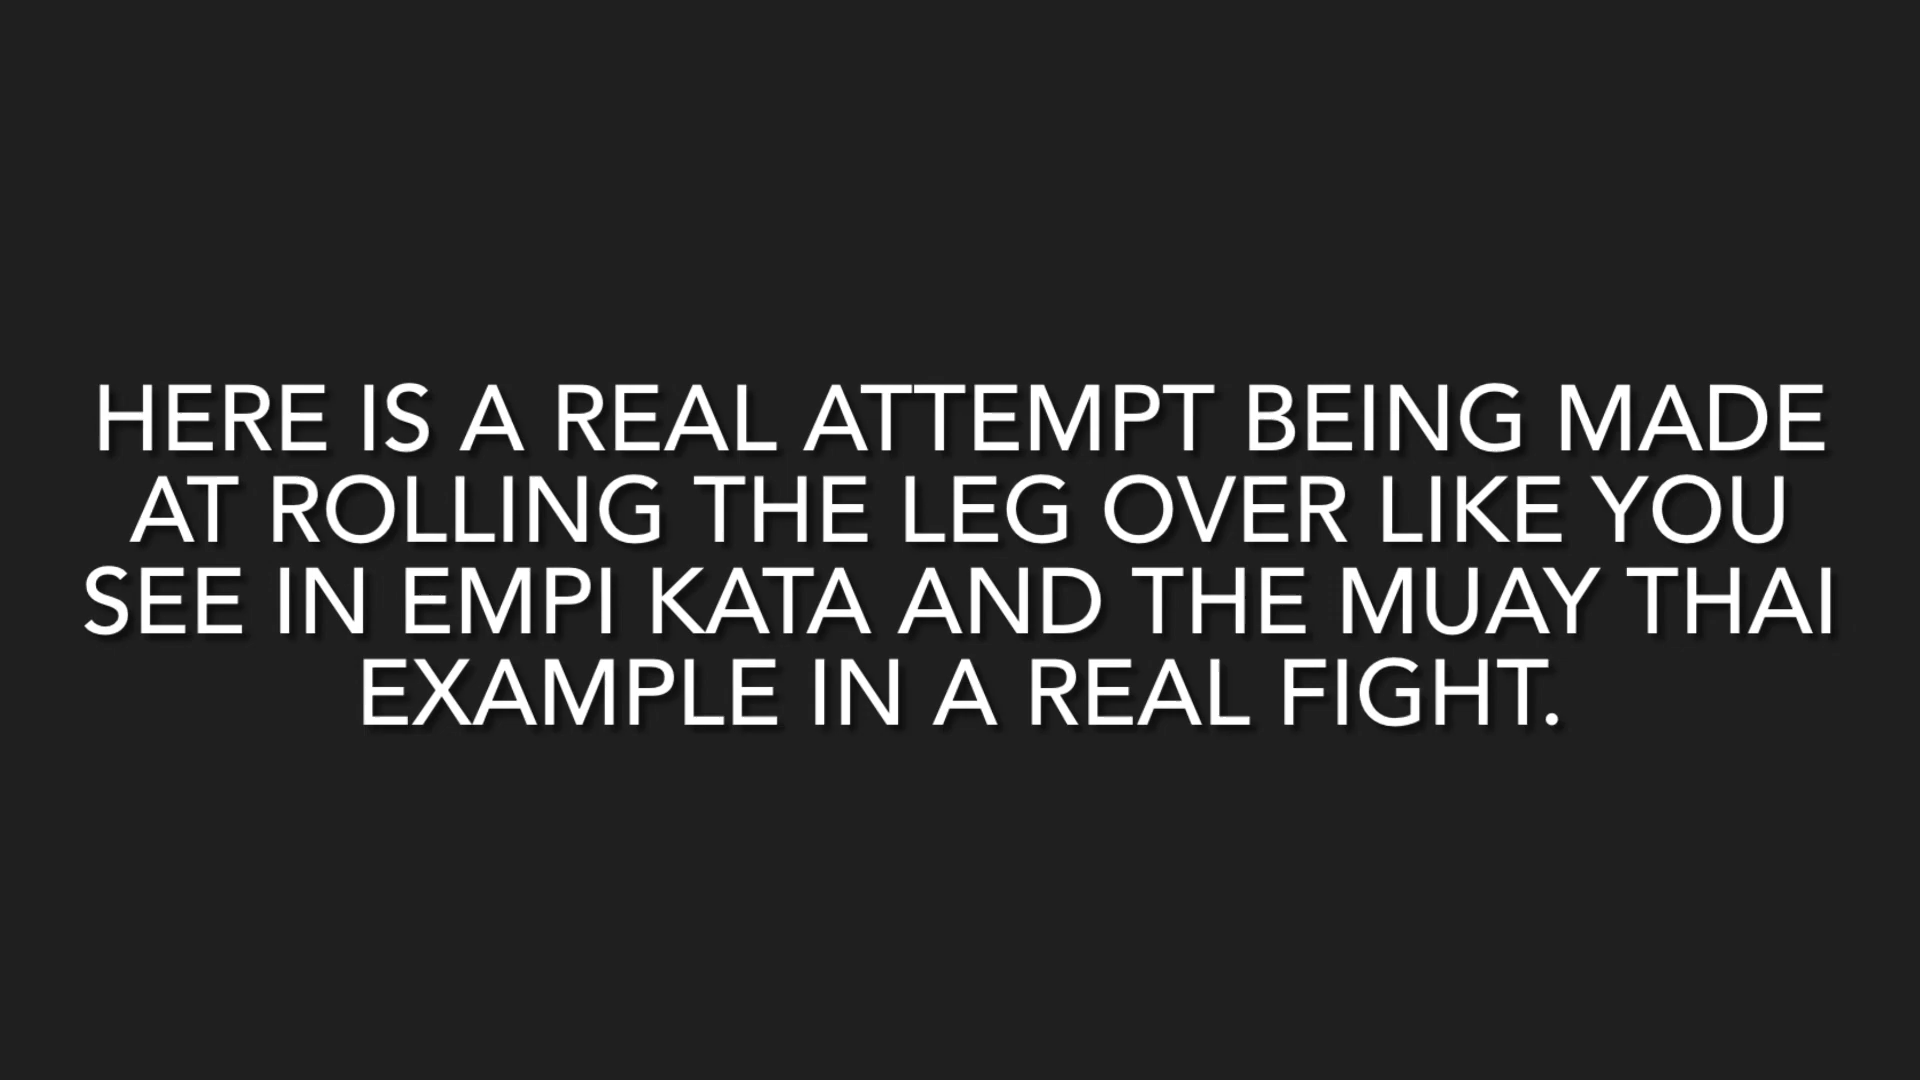 HERE IS A REAL ATTEMPT BEING MADE
AT ROLLING THE LEG OVER LIKE YOU
SEE IN EMPI KATA AND THE MUAY THAI
EXAMPLE IN A REAL FIGHT.